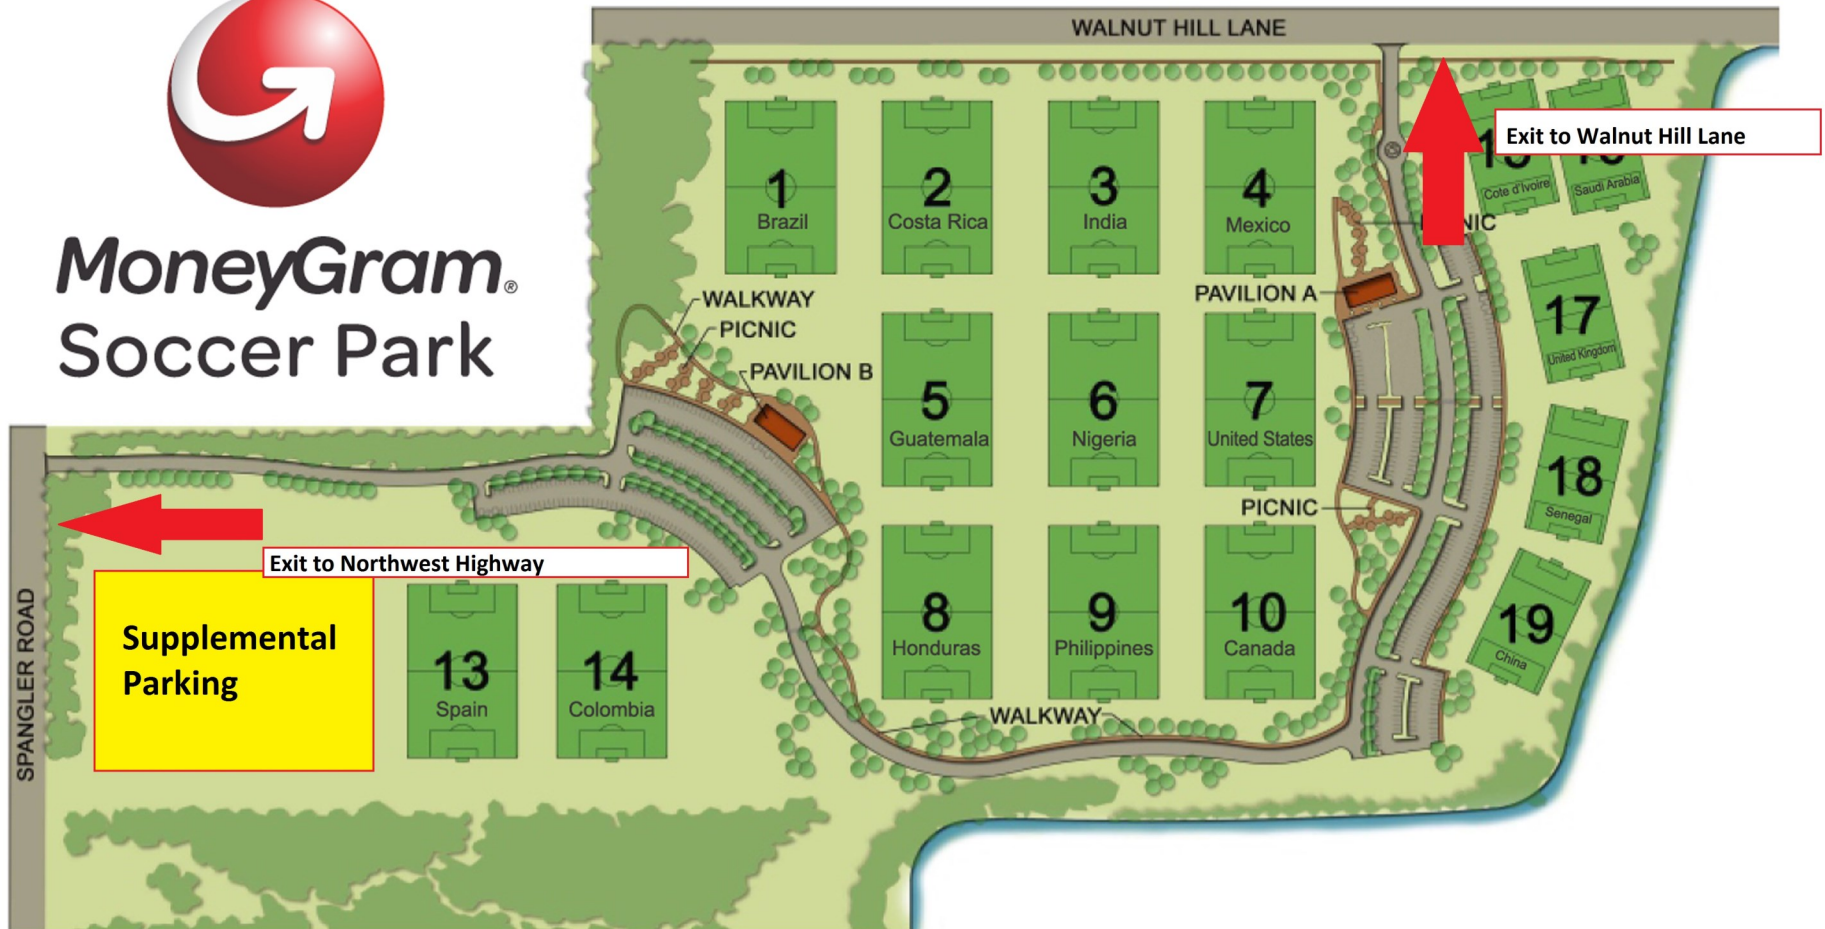 WALNUT HILL LANE
MoneyGram®
Soccer Park
Exit to Walnut Hill Lane
1
Brazil
2
Costa Rica
3
India
4
Mexico
15
Cote d'Ivoire
16
Saudi Arabia
PICNIC
WALKWAY
PICNIC
PAVILION B
PAVILION A
17
United Kingdom
5
Guatemala
6
Nigeria
7
United States
18
Senegal
PICNIC
Exit to Northwest Highway
SPANGLER ROAD
Supplemental
Parking
13
Spain
14
Colombia
8
Honduras
9
Philippines
10
Canada
19
China
WALKWAY